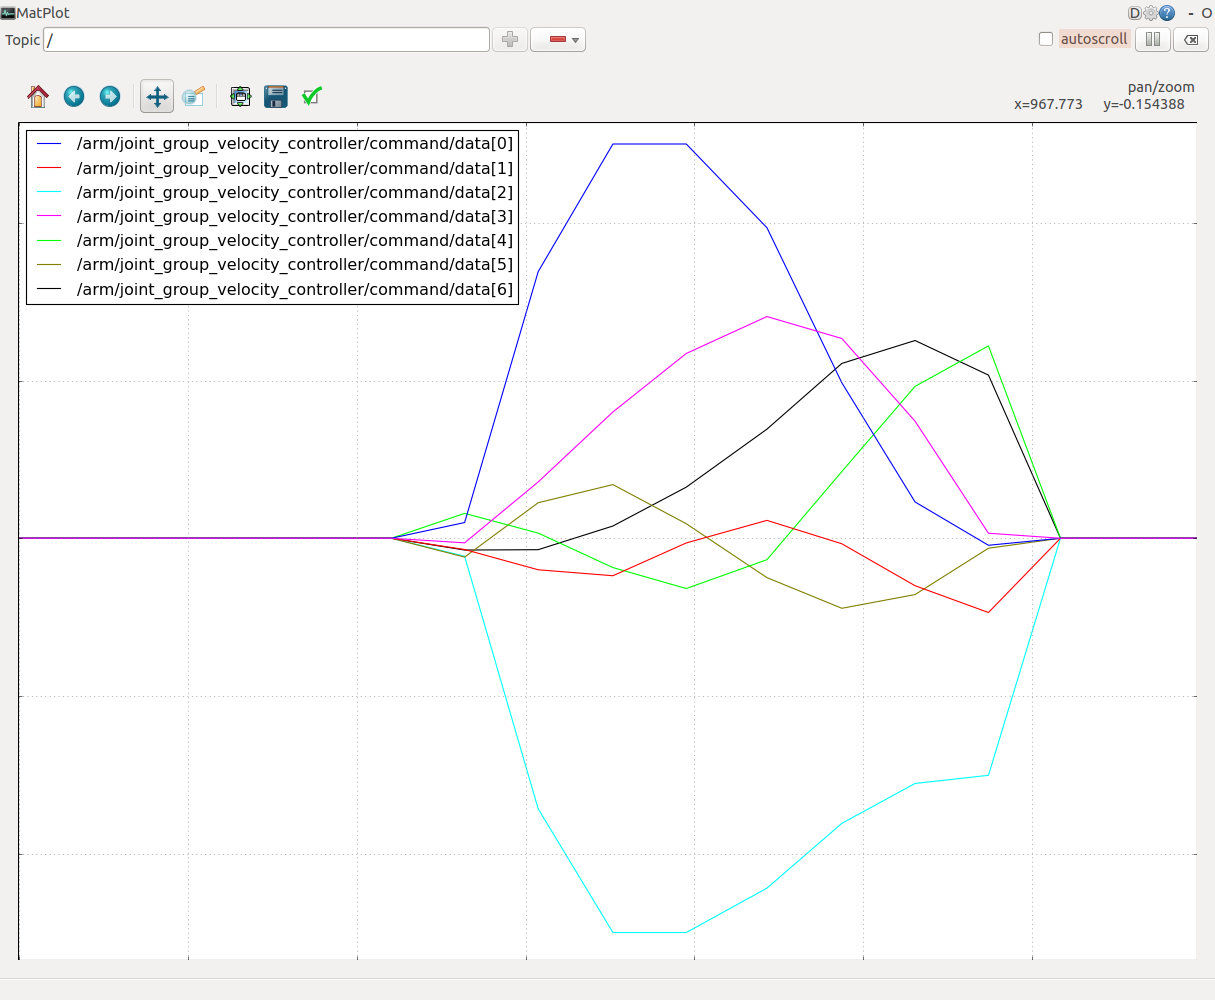 MatPlot
D ? - O
Topic /
autoscroll
pan/zoom
x=967.773 y=-0.154388
/arm/joint_group_velocity_controller/command/data[0]
/arm/joint_group_velocity_controller/command/data[1]
/arm/joint_group_velocity_controller/command/data[2]
/arm/joint_group_velocity_controller/command/data[3]
/arm/joint_group_velocity_controller/command/data[4]
/arm/joint_group_velocity_controller/command/data[5]
/arm/joint_group_velocity_controller/command/data[6]